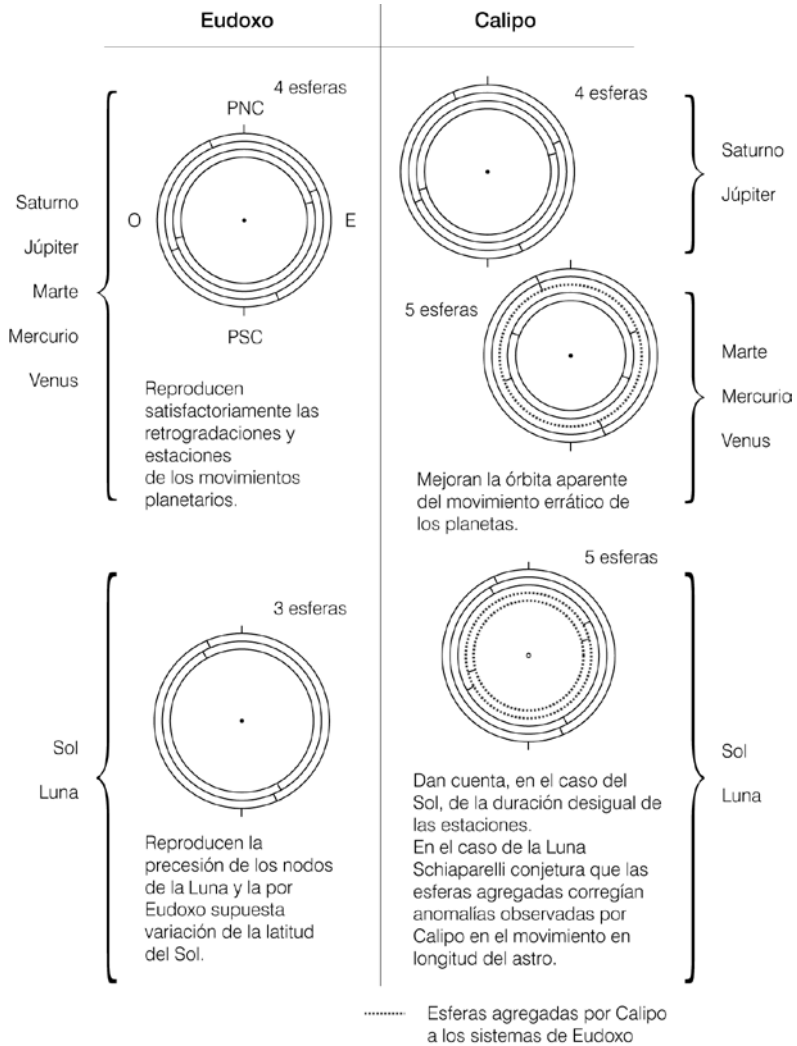 Eudoxo
Calipo
4 esferas
PNC
O
E
PSC
Saturno
Júpiter
Marte
Mercurio
Venus
Reproducen
satisfactoriamente las
retrogradaciones y
estaciones
de los movimientos
planetarios.
4 esferas
Saturno
Júpiter
5 esferas
Marte
Mercurio
Venus
Mejoran la órbita aparente
del movimiento errático de
los planetas.
3 esferas
Sol
Luna
Reproducen la
precesión de los nodos
de la Luna y la por
Eudoxo supuesta
variación de la latitud
del Sol.
5 esferas
Sol
Luna
Dan cuenta, en el caso del
Sol, de la duración desigual de
las estaciones.
En el caso de la Luna
Schiaparelli conjetura que las
esferas agregadas corregían
anomalías observadas por
Calipo en el movimiento en
longitud del astro.
Esferas agregadas por Calipo
a los sistemas de Eudoxo